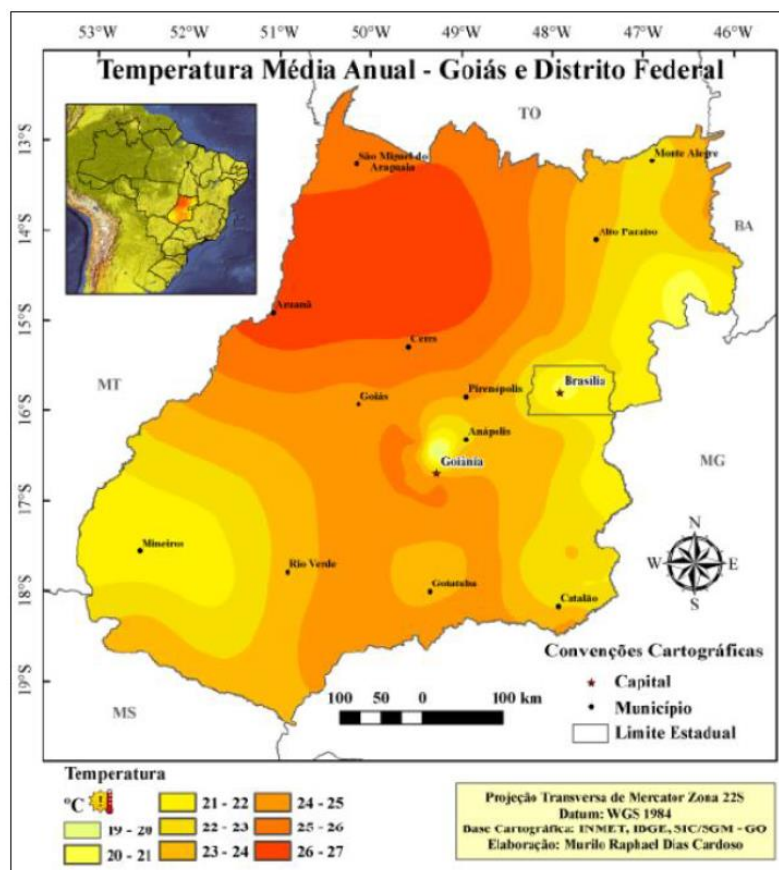 53°W 52°W 51°W 50°W 49°W 48°W 47°W 46°W
Temperatura Média Anual - Goiás e Distrito Federal
TO
13°S
São Miguel do
Araguaia
Monte Alegre
14°S
Alto Paraíso
BA
Aruanã
15°S
Ceres
MT
Goiás
Pirenópolis
Brasília
16°S
Anápolis
Goiânia
MG
17°S
Mineiros
Rio Verde
N
W E
S
18°S
Goiatuba
Catalão
19°S
MS
Convenções Cartográficas
Capital
Município
Limite Estadual
100 50 0 100 km
Temperatura
°C
19 - 20
20 - 21
21 - 22
22 - 23
23 - 24
24 - 25
25 - 26
26 - 27
Projeção Transversa de Mercator Zona 22S
Datum: WGS 1984
Base Cartográfica: INMET, IBGE, SIC/SGM - GO
Elaboração: Murilo Raphael Dias Cardoso